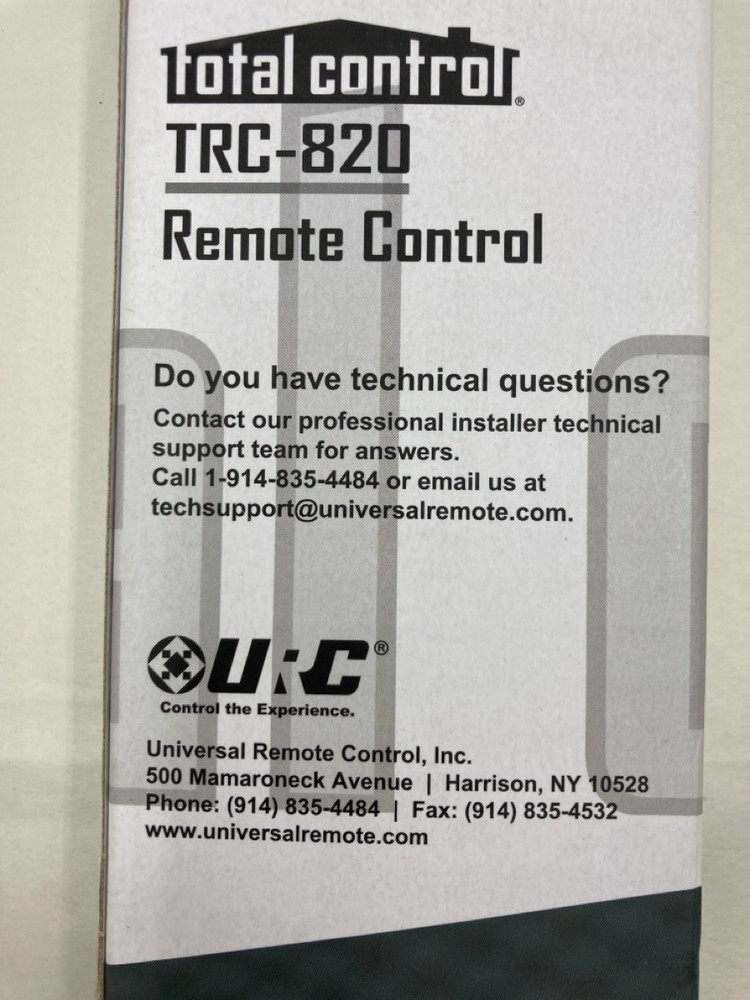 total control®
TRC-820
Remote Control
Do you have technical questions?
Contact our professional installer technical
support team for answers.
Call 1-914-835-4484 or email us at
techsupport@universalremote.com.
URC®
Control the Experience.
Universal Remote Control, Inc.
500 Mamaroneck Avenue | Harrison, NY 10528
Phone: (914) 835-4484 | Fax: (914) 835-4532
www.universalremote.com